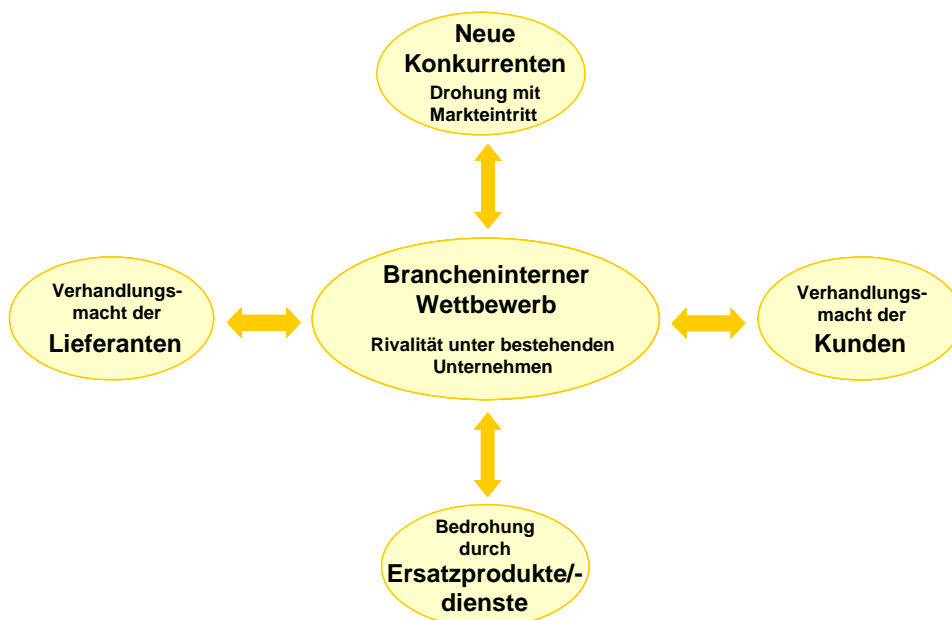 Neue
Konkurrenten
Drohung mit
Markteintritt
Verhandlungs-
macht der
Lieferanten
Brancheninterner
Wettbewerb
Rivalität unter bestehenden
Unternehmen
Verhandlungs-
macht der
Kunden
Bedrohung
durch
Ersatzprodukte/-
dienste